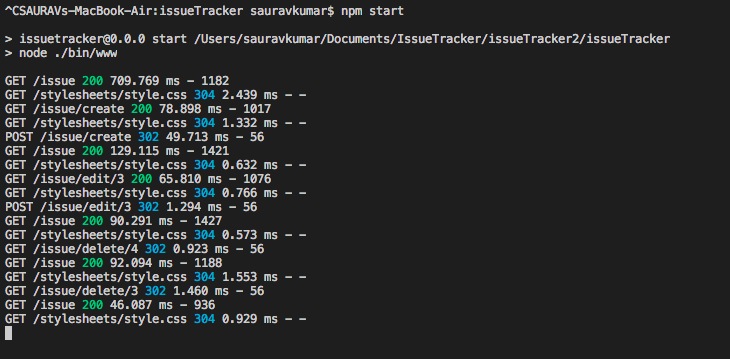 ^CSAURAVs-MacBook-Air:issueTracker sauravkumar$ npm start
> issuetracker@0.0.0 start /Users/sauravkumar/Documents/IssueTracker/issueTracker2/issueTracker
> node ./bin/www
GET /issue 200 709.769 ms - 1182
GET /stylesheets/style.css 304 2.439 ms - -
GET /issue/create 200 78.898 ms - 1017
GET /stylesheets/style.css 304 1.332 ms - -
POST /issue/create 302 49.713 ms - 56
GET /issue 200 129.115 ms - 1421
GET /stylesheets/style.css 304 0.632 ms - -
GET /issue/edit/3 200 65.810 ms - 1076
GET /stylesheets/style.css 304 0.766 ms - -
POST /issue/edit/3 302 1.294 ms - 56
GET /issue 200 90.291 ms - 1427
GET /stylesheets/style.css 304 0.573 ms - -
GET /issue/delete/4 302 0.923 ms - 56
GET /issue 200 92.094 ms - 1188
GET /stylesheets/style.css 304 1.553 ms - -
GET /issue/delete/3 302 1.460 ms - 56
GET /issue 200 46.087 ms - 936
GET /stylesheets/style.css 304 0.929 ms - -